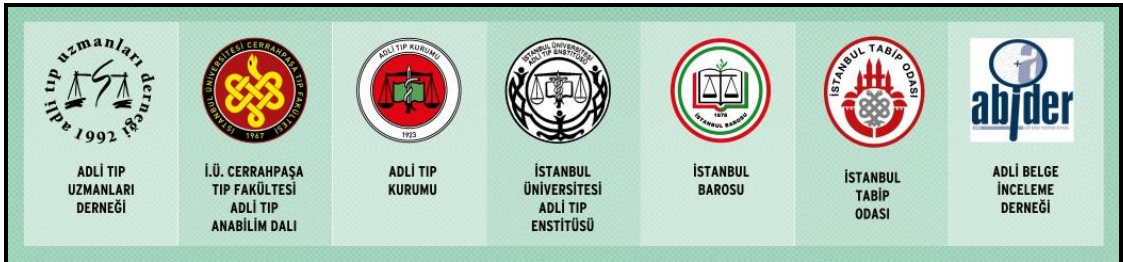 adli tıp uzmanları derneği
1992
ADLİ TIP
UZMANLARI
DERNEĞİ
İSTANBUL ÜNİVERSİTESİ CERRAHPAŞA TIP FAKÜLTESİ
1967
İ.Ü. CERRAHPAŞA
TIP FAKÜLTESİ
ADLİ TIP
ANABİLİM DALI
ADLİ TIP KURUMU
1923
ADLİ TIP
KURUMU
İSTANBUL ÜNİVERSİTESİ
ADLİ TIP ENSTİTÜSÜ
İSTANBUL
ÜNİVERSİTESİ
ADLİ TIP
ENSTİTÜSÜ
1878
İSTANBUL BAROSU
İSTANBUL
BAROSU
İSTANBUL TABİP ODASI
İSTANBUL
TABİP
ODASI
abider
ADLİ BELGE
İNCELEME
DERNEĞİ